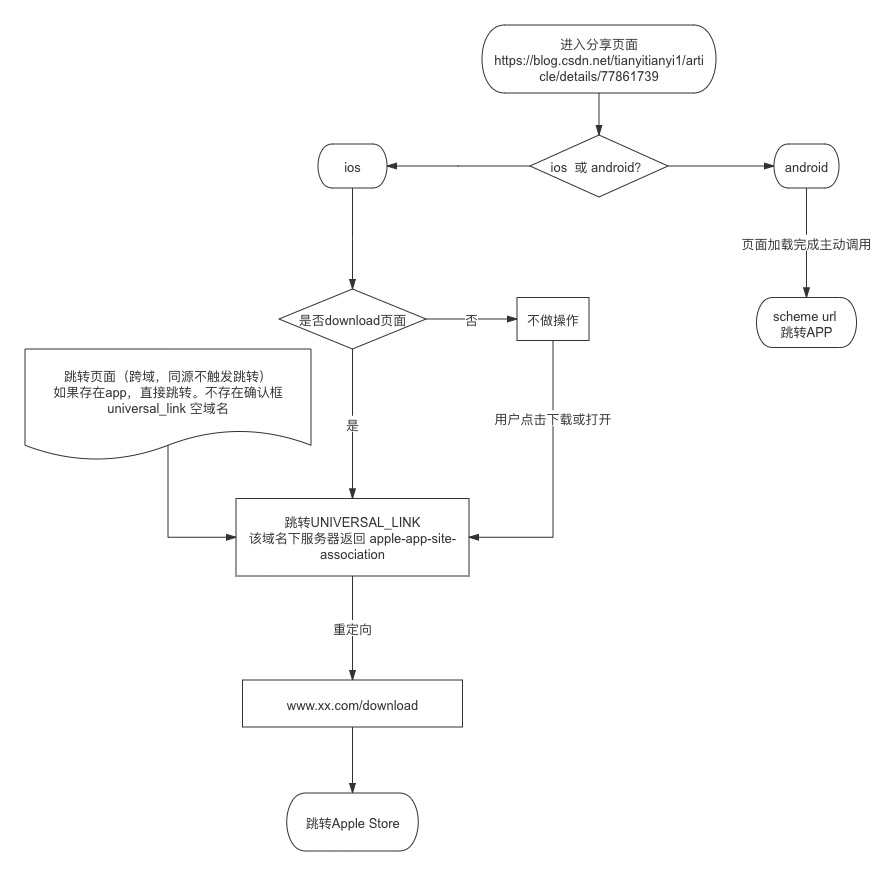 进入分享页面
https://blog.csdn.net/tianyitianyi1/arti
cle/details/77861739
ios
ios 或 android?
android
页面加载完成主动调用
scheme url
跳转APP
是否download页面
否
不做操作
跳转页面（跨域，同源不触发跳转）
如果存在app，直接跳转。不存在确认框
universal_link 空域名
是
用户点击下载或打开
跳转UNIVERSAL_LINK
该域名下服务器返回 apple-app-site-
association
重定向
www.xx.com/download
跳转Apple Store